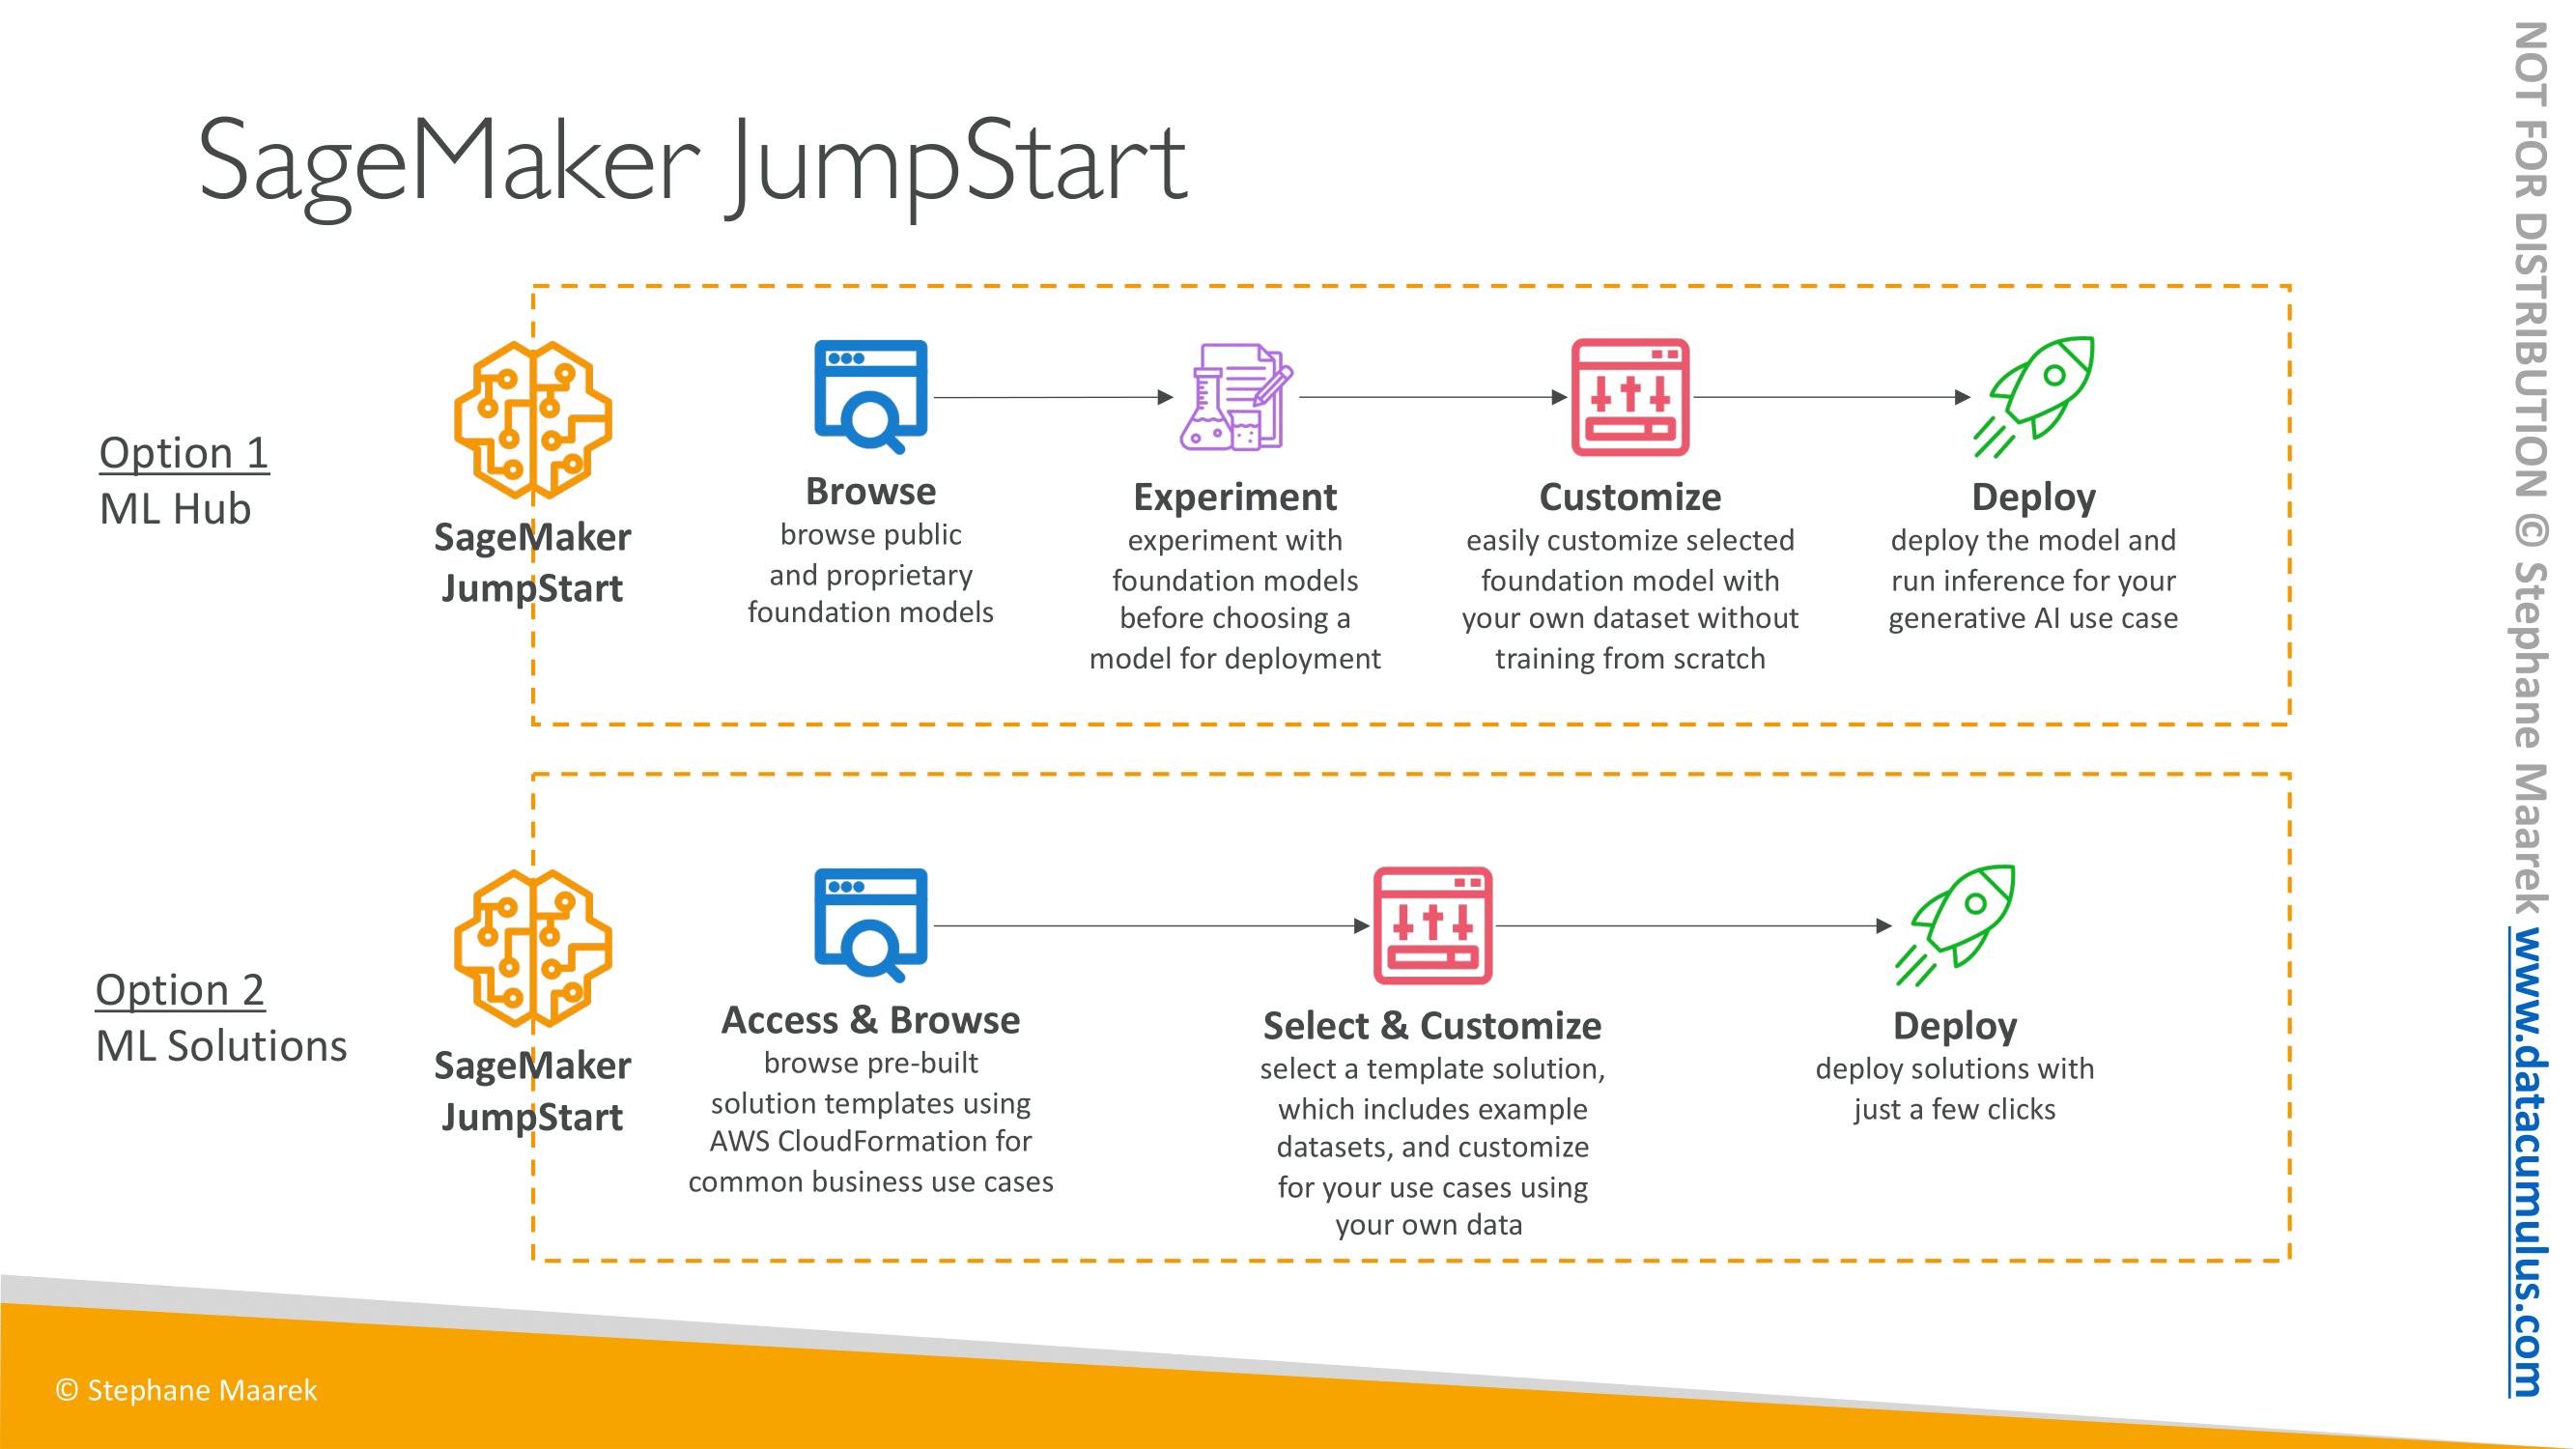 SageMaker JumpStart
Option 1
ML Hub
SageMaker
JumpStart
Browse
browse public
and proprietary
foundation models
Experiment
experiment with
foundation models
before choosing a
model for deployment
Customize
easily customize selected
foundation model with
your own dataset without
training from scratch
Deploy
deploy the model and
run inference for your
generative AI use case
Option 2
ML Solutions
SageMaker
JumpStart
Access & Browse
browse pre-built
solution templates using
AWS CloudFormation for
common business use cases
Select & Customize
select a template solution,
which includes example
datasets, and customize
for your use cases using
your own data
Deploy
deploy solutions with
just a few clicks
© Stephane Maarek
NOT FOR DISTRIBUTION © Stephane Maarek www.datacumulus.com